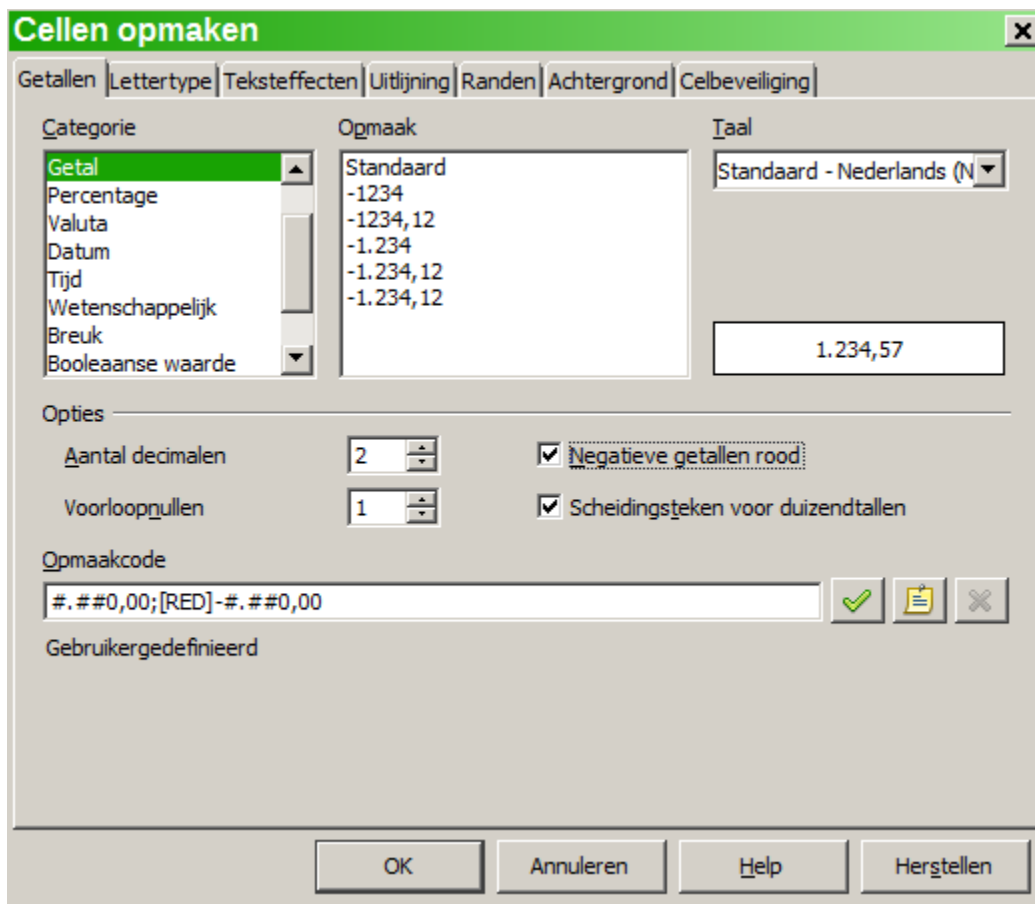 Cellen opmaken
Getallen Lettertype Teksteffecten Uitlijning Randen Achtergrond Celbeveiliging
Categorie
Getal
Percentage
Valuta
Datum
Tijd
Wetenschappelijk
Breuk
Booleaanse waarde
Opmaak
Standaard
-1234
-1234,12
-1.234
-1.234,12
-1.234,12
Taal
Standaard - Nederlands (N
1.234,57
Opties
Aantal decimalen 2
Negatieve getallen rood
Voorloopnullen 1
Scheidingsteken voor duizendtallen
Opmaakcode
#.##0,00;[RED]-#.##0,00
Gebruikergedefinieerd
OK Annuleren Help Herstellen